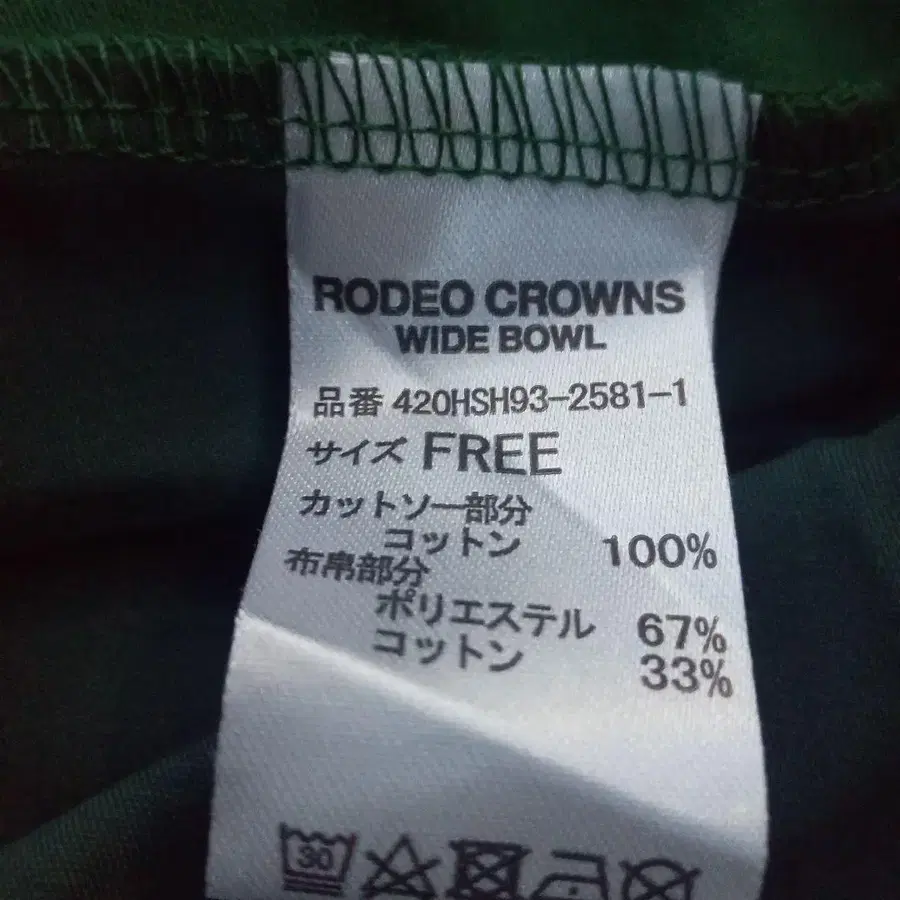 RODEO CROWNS
WIDE BOWL
品番 420HSH93-2581-1
サイズ FREE
カットソー部分
コットン 100%
布帛部分
ポリエステル 67%
コットン 33%
30